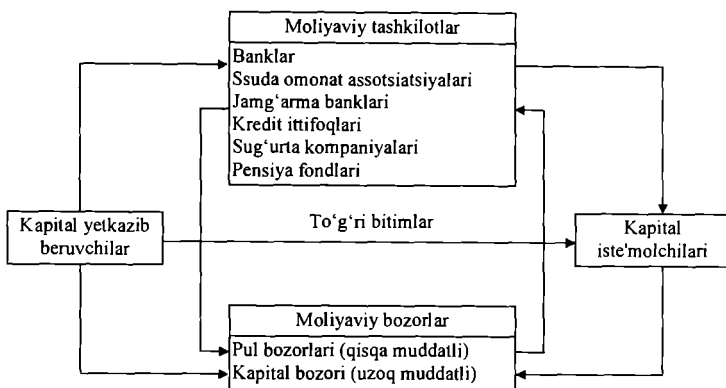 Moliyaviy tashkilotlar
Banklar
Ssuda omonat assotsiatsiyalari
Jamg‘arma banklari
Kredit ittifoqlari
Sug‘urta kompaniyalari
Pensiya fondlari
Kapital yetkazib
beruvchilar
To‘g‘ri bitimlar
Kapital
iste'molchilari
Moliyaviy bozorlar
Pul bozorlari (qisqa muddatli)
Kapital bozori (uzoq muddatli)